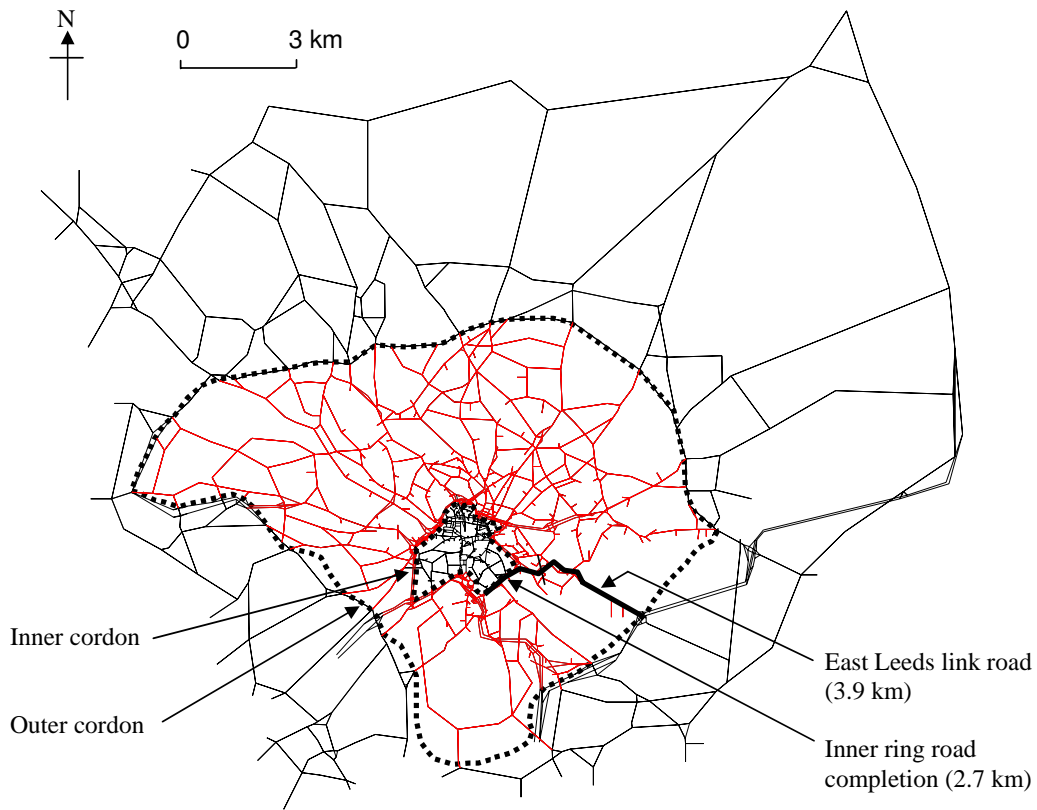 N
0 3 km
Inner cordon
Outer cordon
East Leeds link road
(3.9 km)
Inner ring road
completion (2.7 km)